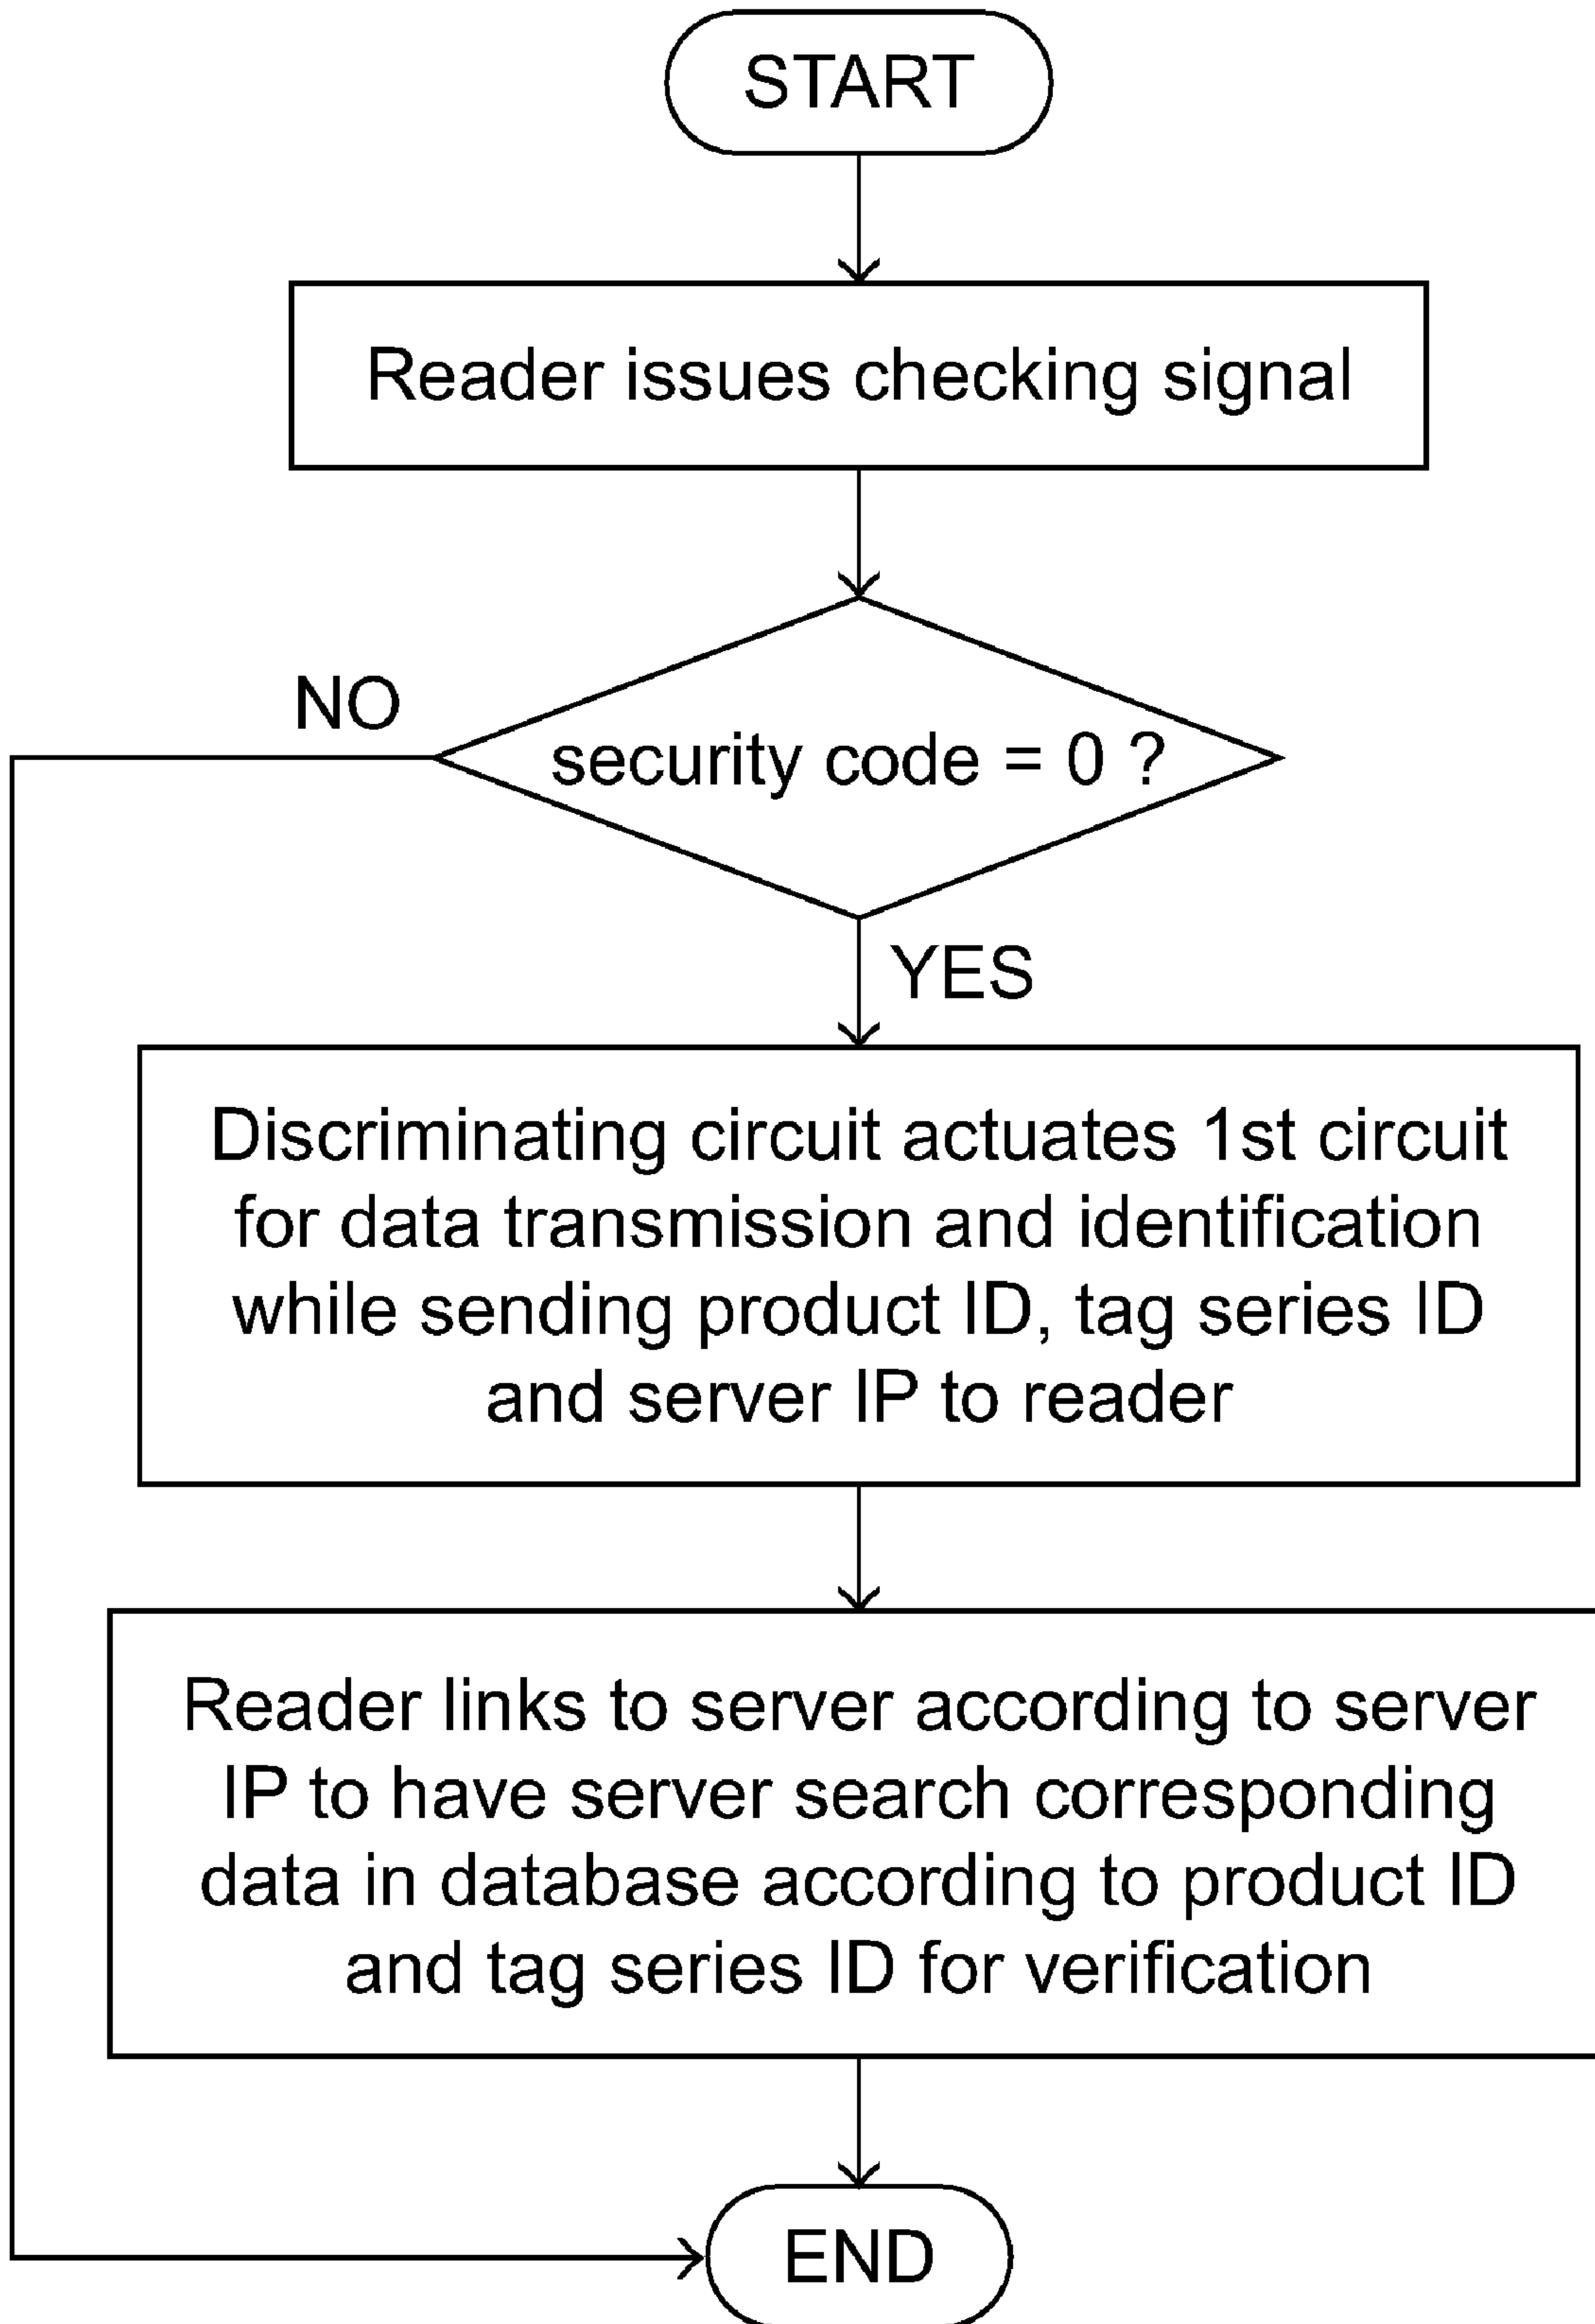 START
Reader issues checking signal
NO
security code = 0 ?
YES
Discriminating circuit actuates 1st circuit
for data transmission and identification
while sending product ID, tag series ID
and server IP to reader
Reader links to server according to server
IP to have server search corresponding
data in database according to product ID
and tag series ID for verification
END